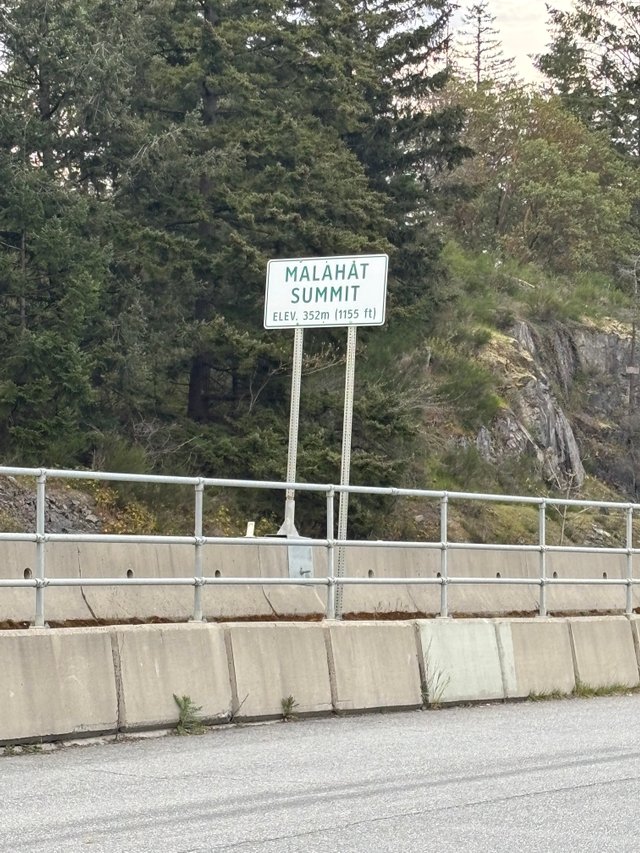 MALAHAT
SUMMIT
ELEV. 352m (1155 ft)